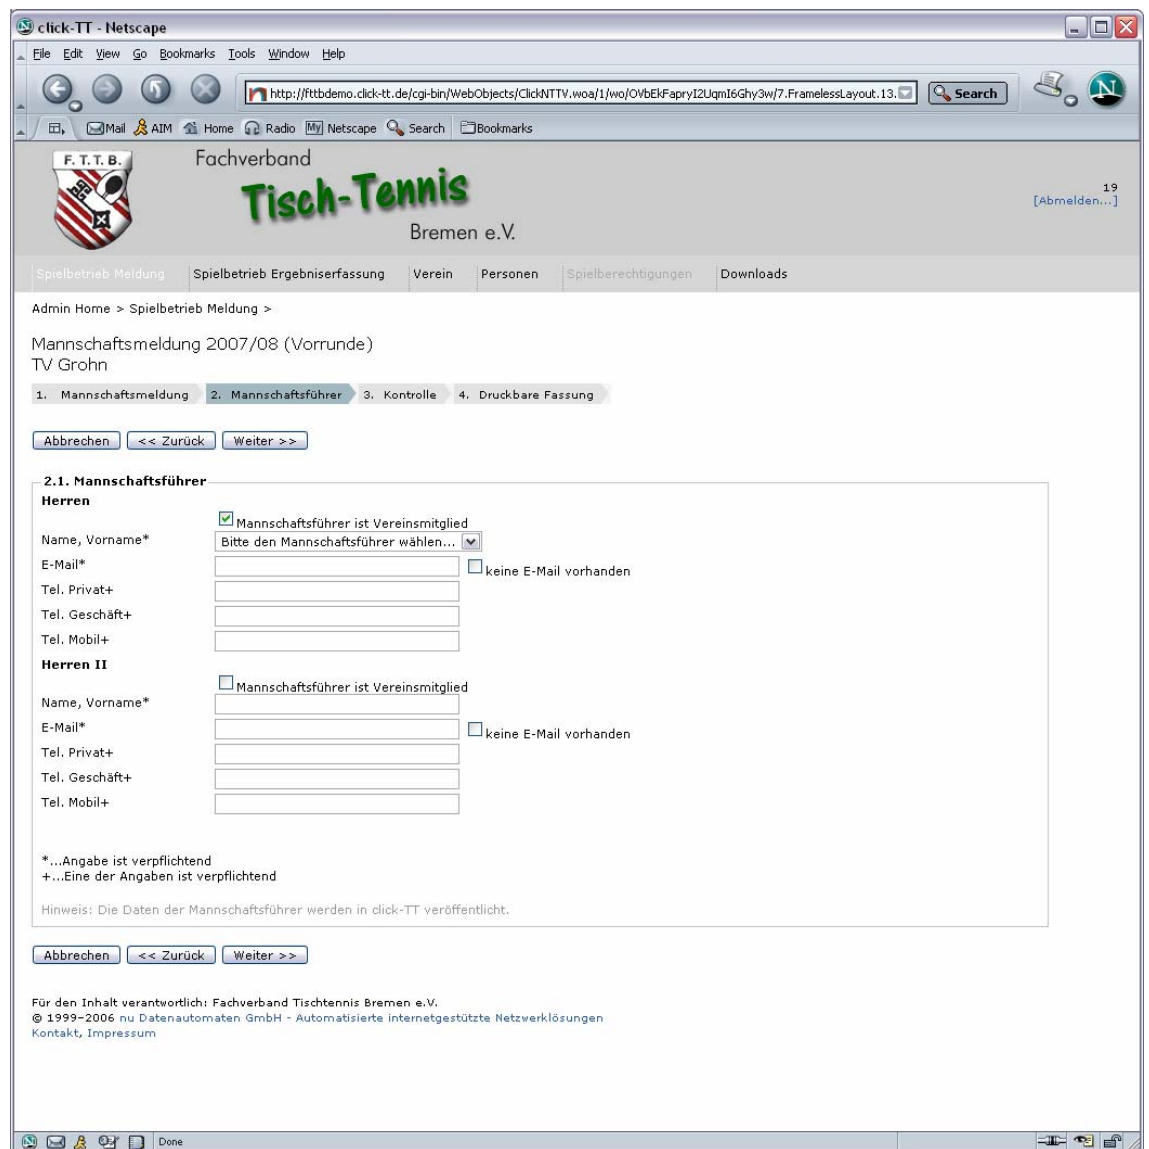 click-TT - Netscape
File Edit View Go Bookmarks Tools Window Help
http://fttbdemo.click-tt.de/cgi-bin/WebObjects/ClickNTTV.woa/1/wo/OVbEkFapryI2UqmI6Ghy3w/7.FramelessLayout.13. Search
Mail AIM Home Radio My Netscape Search Bookmarks
F.T.T.B.
Fachverband
Tisch-Tennis
Bremen e.V.
19
[Abmelden...]
Spielbetrieb Meldung Spielbetrieb Ergebniserfassung Verein Personen Spielberechtigungen Downloads
Admin Home > Spielbetrieb Meldung >
Mannschaftsmeldung 2007/08 (Vorrunde)
TV Grohn
1. Mannschaftsmeldung 2. Mannschaftsführer 3. Kontrolle 4. Druckbare Fassung
Abbrechen << Zurück Weiter >>
2.1. Mannschaftsführer
Herren
Mannschaftsführer ist Vereinsmitglied
Name, Vorname* Bitte den Mannschaftsführer wählen...
E-Mail* keine E-Mail vorhanden
Tel. Privat+
Tel. Geschäft+
Tel. Mobil+
Herren II
Mannschaftsführer ist Vereinsmitglied
Name, Vorname*
E-Mail* keine E-Mail vorhanden
Tel. Privat+
Tel. Geschäft+
Tel. Mobil+
*...Angabe ist verpflichtend
+...Eine der Angaben ist verpflichtend
Hinweis: Die Daten der Mannschaftsführer werden in click-TT veröffentlicht.
Abbrechen << Zurück Weiter >>
Für den Inhalt verantwortlich: Fachverband Tischtennis Bremen e.V.
© 1999-2006 nu Datenautomaten GmbH - Automatisierte internetgestützte Netzwerklösungen
Kontakt, Impressum
Done